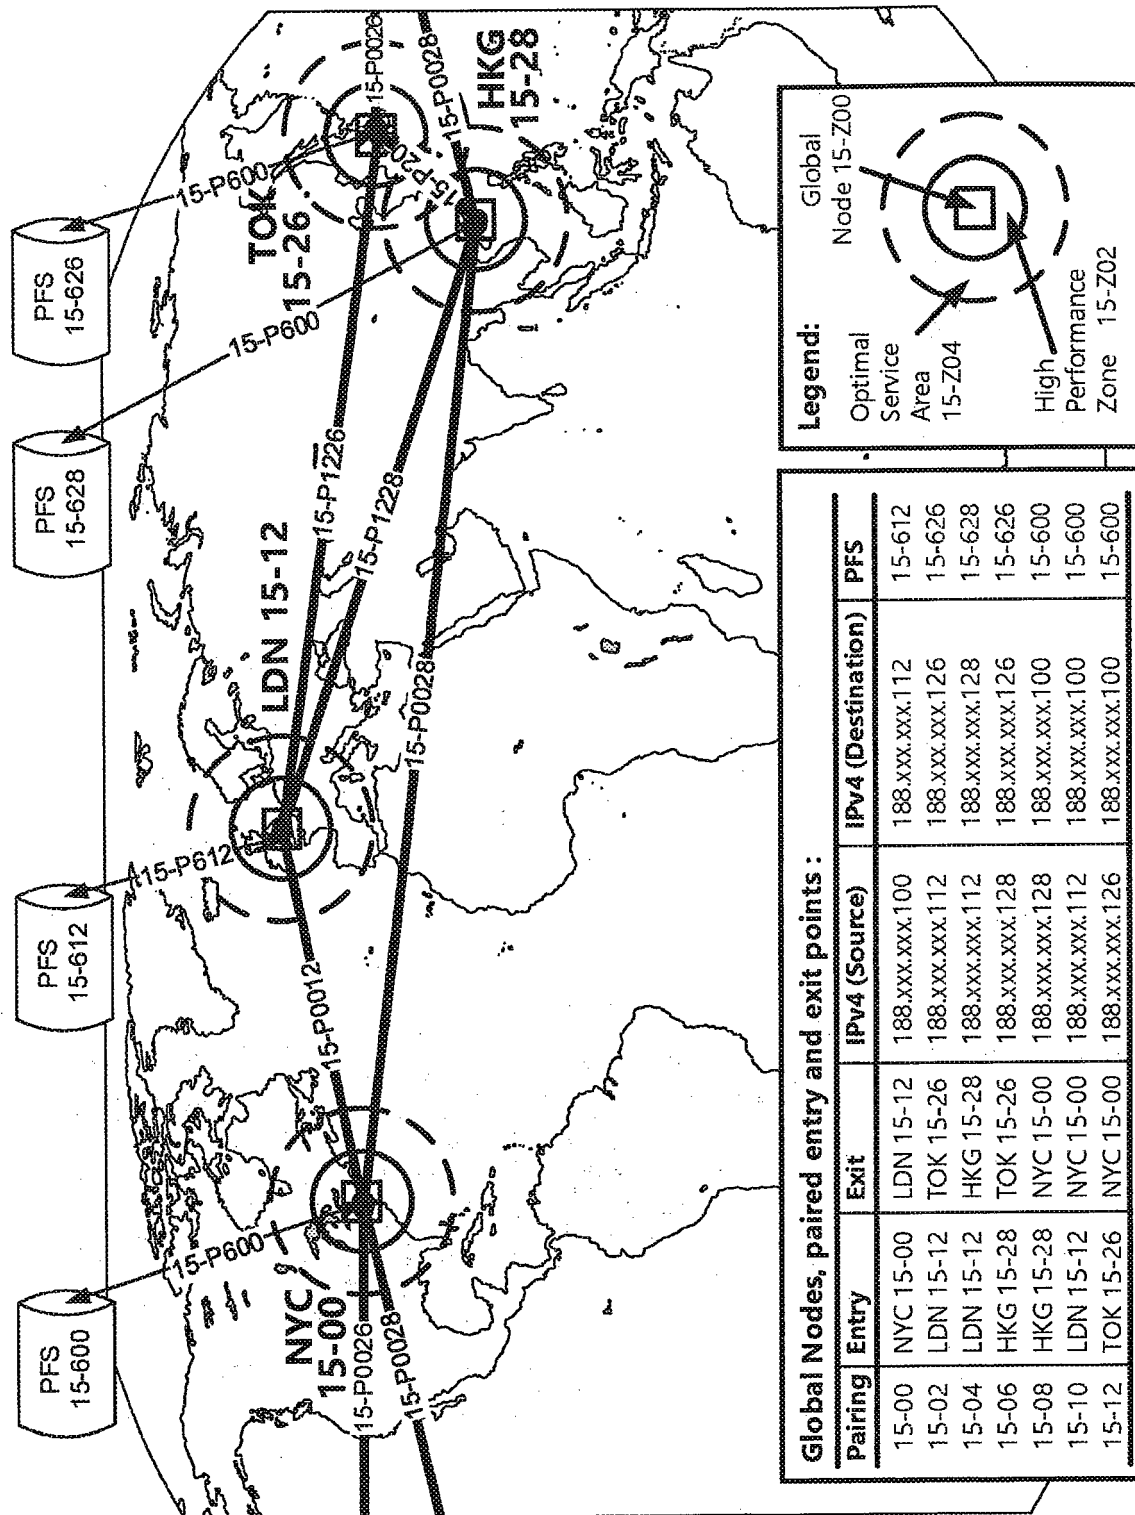 PFS
15-600
PFS
15-612
PFS
15-628
PFS
15-626
15-P600
15-P612
15-P600
15-P600
NYC
15-00
LDN 15-12
TOK
15-26
HKG
15-28
15-P0026
15-P0028
15-P0012
15-P0028
15-P1226
15-P1228
15-P0026
15-P0028
Global Nodes, paired entry and exit points :
Pairing Entry Exit IPv4 (Source) IPv4 (Destination) PFS
15-00 NYC 15-00 LDN 15-12 188.xxx.xxx.100 188.xxx.xxx.112 15-612
15-02 LDN 15-12 TOK 15-26 188.xxx.xxx.112 188.xxx.xxx.126 15-626
15-04 LDN 15-12 HKG 15-28 188.xxx.xxx.112 188.xxx.xxx.128 15-628
15-06 HKG 15-28 TOK 15-26 188.xxx.xxx.128 188.xxx.xxx.126 15-626
15-08 HKG 15-28 NYC 15-00 188.xxx.xxx.128 188.xxx.xxx.100 15-600
15-10 LDN 15-12 NYC 15-00 188.xxx.xxx.112 188.xxx.xxx.100 15-600
15-12 TOK 15-26 NYC 15-00 188.xxx.xxx.126 188.xxx.xxx.100 15-600
Legend:
Optimal
Service
Area
15-Z04
Global
Node 15-Z00
High
Performance
Zone 15-Z02